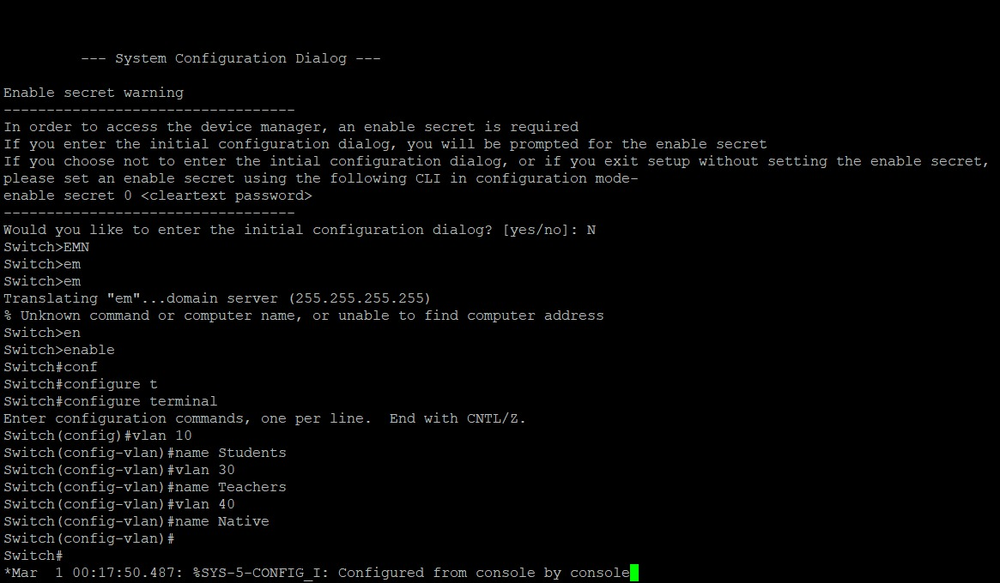 --- System Configuration Dialog ---
Enable secret warning
----------------------------------
In order to access the device manager, an enable secret is required
If you enter the initial configuration dialog, you will be prompted for the enable secret
If you choose not to enter the intial configuration dialog, or if you exit setup without setting the enable secret,
please set an enable secret using the following CLI in configuration mode-
enable secret 0 <cleartext password>
----------------------------------
Would you like to enter the initial configuration dialog? [yes/no]: N
Switch>EMN
Switch>em
Switch>em
Translating "em"...domain server (255.255.255.255)
% Unknown command or computer name, or unable to find computer address
Switch>en
Switch>enable
Switch#conf
Switch#configure t
Switch#configure terminal
Enter configuration commands, one per line.  End with CNTL/Z.
Switch(config)#vlan 10
Switch(config-vlan)#name Students
Switch(config-vlan)#vlan 30
Switch(config-vlan)#name Teachers
Switch(config-vlan)#vlan 40
Switch(config-vlan)#name Native
Switch(config-vlan)#
Switch#
*Mar  1 00:17:50.487: %SYS-5-CONFIG_I: Configured from console by console